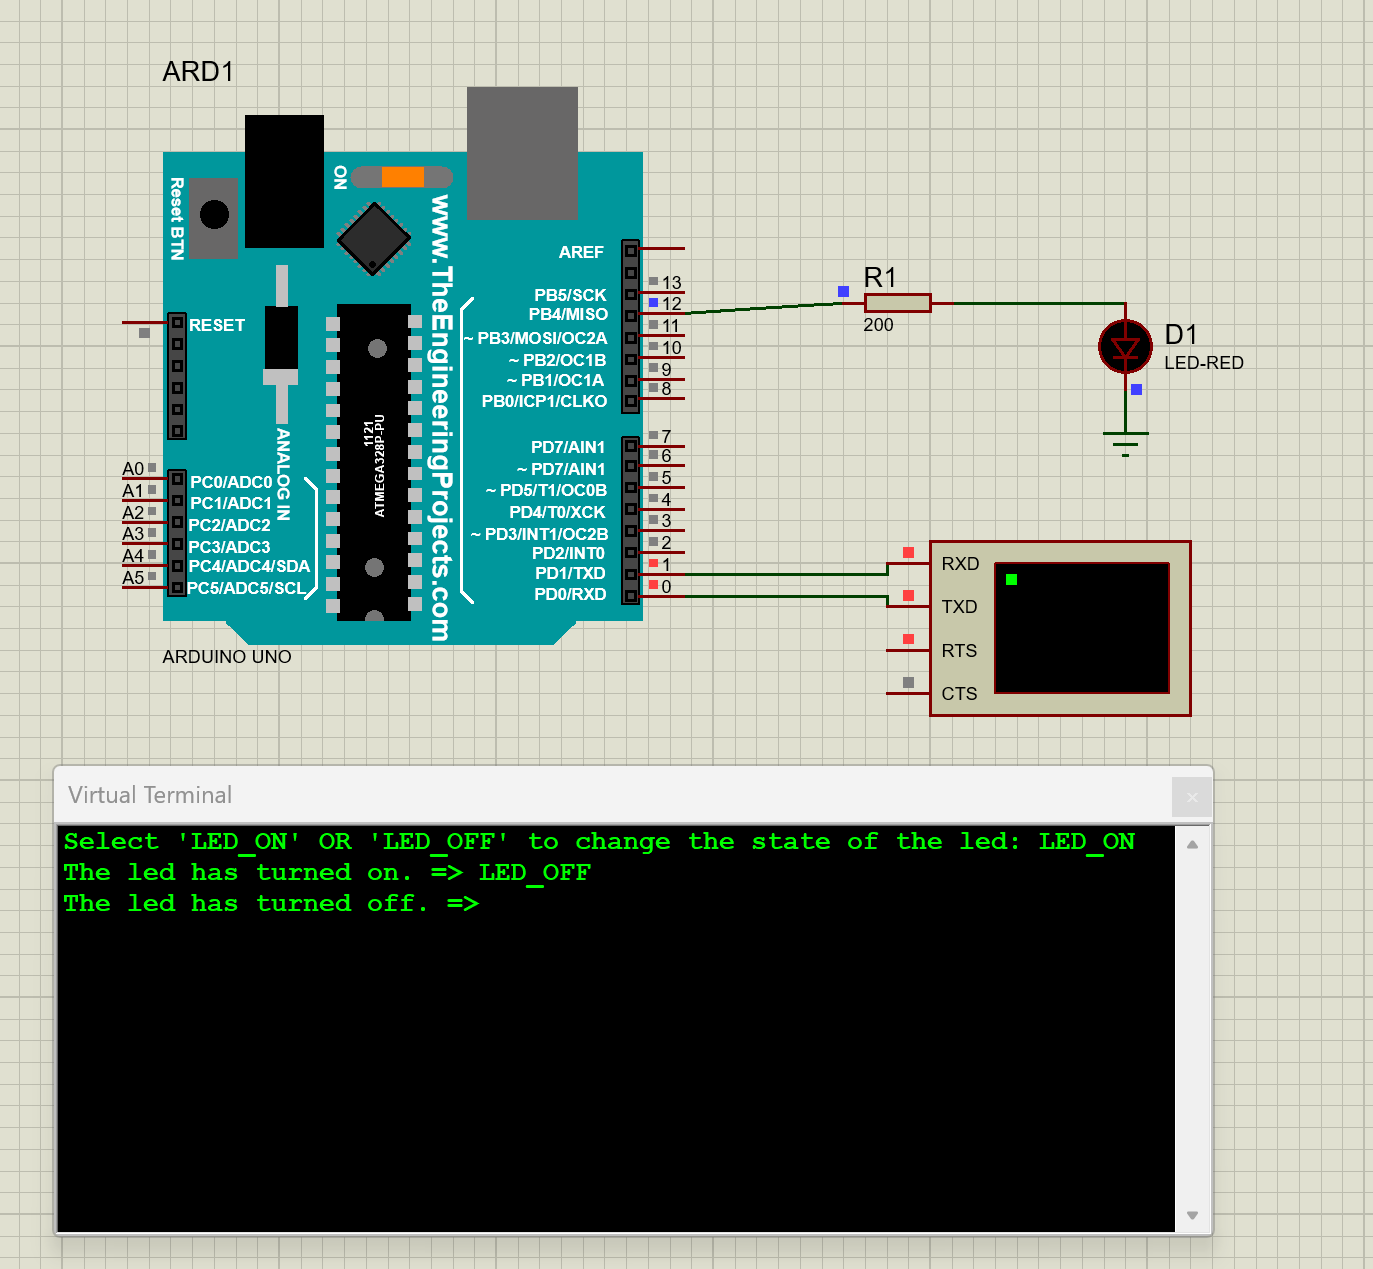 ARD1
Reset BTN
ON
www.TheEngineeringProjects.com
AREF
PB5/SCK
13
PB4/MISO
12
~ PB3/MOSI/OC2A
11
~ PB2/OC1B
10
~ PB1/OC1A
9
PB0/ICP1/CLKO
8
PD7/AIN1
7
~ PD7/AIN1
6
~ PD5/T1/OC0B
5
PD4/T0/XCK
4
~ PD3/INT1/OC2B
3
PD2/INT0
2
PD1/TXD
1
PD0/RXD
0
RESET
ANALOG IN
1121
ATMEGA328P-PU
A0
PC0/ADC0
A1
PC1/ADC1
A2
PC2/ADC2
A3
PC3/ADC3
A4
PC4/ADC4/SDA
A5
PC5/ADC5/SCL
ARDUINO UNO
R1
200
D1
LED-RED
RXD
TXD
RTS
CTS
Virtual Terminal
Select 'LED_ON' OR 'LED_OFF' to change the state of the led: LED_ON
The led has turned on. => LED_OFF
The led has turned off. =>